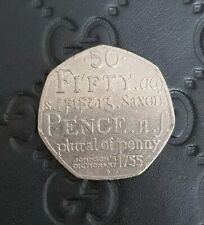 50
FIFTY, adj
Saxon
PENCE, n
plural of penny
JOHNSON'S
DICTIONARY 1755